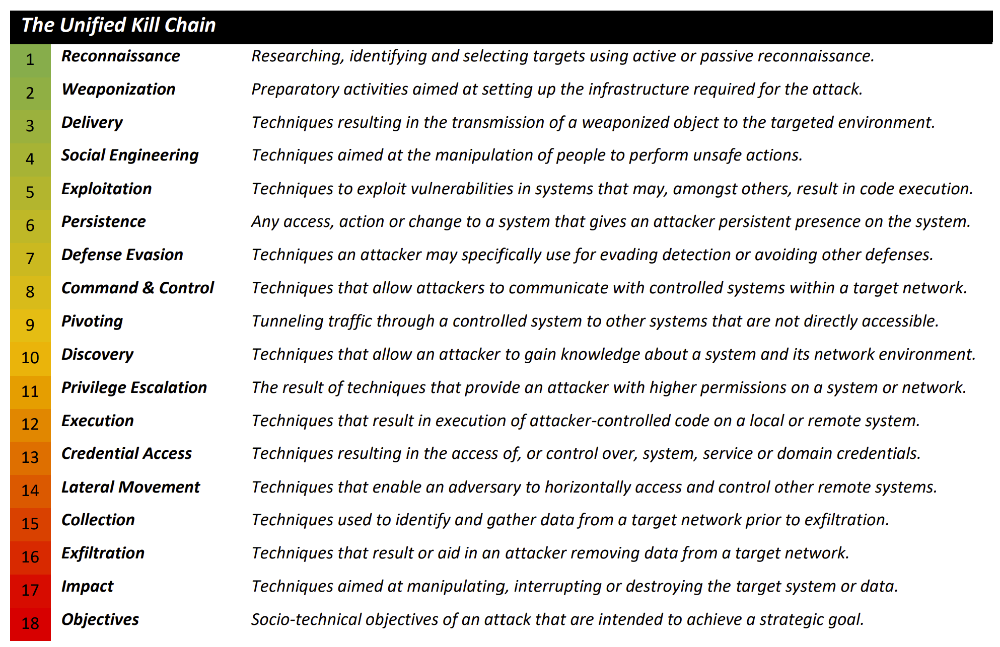 The Unified Kill Chain
1 Reconnaissance Researching, identifying and selecting targets using active or passive reconnaissance.
2 Weaponization Preparatory activities aimed at setting up the infrastructure required for the attack.
3 Delivery Techniques resulting in the transmission of a weaponized object to the targeted environment.
4 Social Engineering Techniques aimed at the manipulation of people to perform unsafe actions.
5 Exploitation Techniques to exploit vulnerabilities in systems that may, amongst others, result in code execution.
6 Persistence Any access, action or change to a system that gives an attacker persistent presence on the system.
7 Defense Evasion Techniques an attacker may specifically use for evading detection or avoiding other defenses.
8 Command & Control Techniques that allow attackers to communicate with controlled systems within a target network.
9 Pivoting Tunneling traffic through a controlled system to other systems that are not directly accessible.
10 Discovery Techniques that allow an attacker to gain knowledge about a system and its network environment.
11 Privilege Escalation The result of techniques that provide an attacker with higher permissions on a system or network.
12 Execution Techniques that result in execution of attacker-controlled code on a local or remote system.
13 Credential Access Techniques resulting in the access of, or control over, system, service or domain credentials.
14 Lateral Movement Techniques that enable an adversary to horizontally access and control other remote systems.
15 Collection Techniques used to identify and gather data from a target network prior to exfiltration.
16 Exfiltration Techniques that result or aid in an attacker removing data from a target network.
17 Impact Techniques aimed at manipulating, interrupting or destroying the target system or data.
18 Objectives Socio-technical objectives of an attack that are intended to achieve a strategic goal.